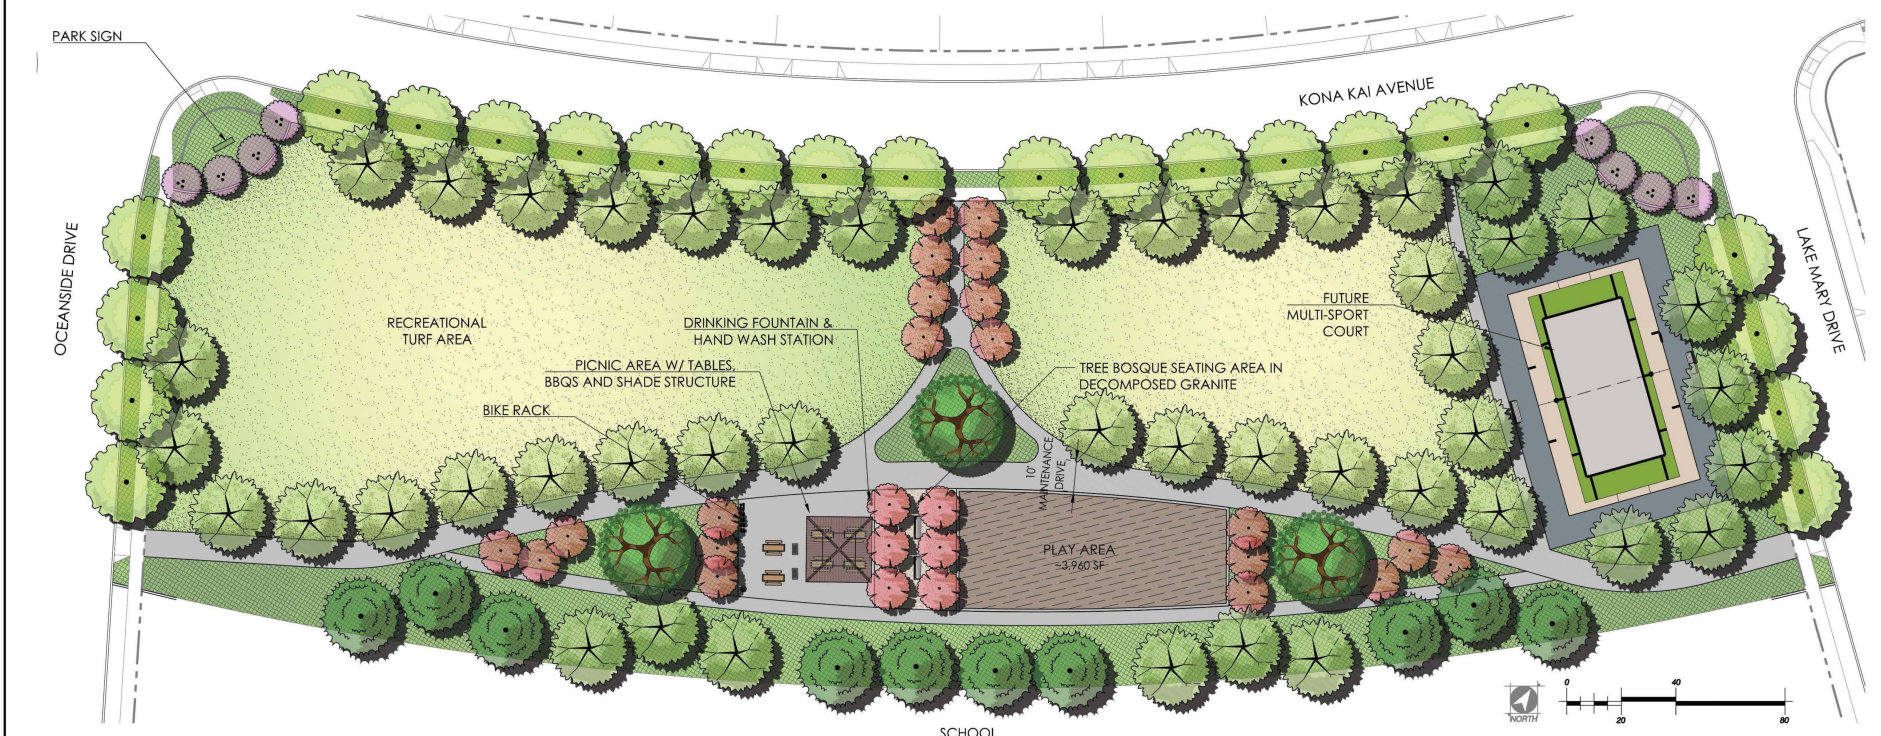 PARK SIGN
KONA KAI AVENUE
OCEANSIDE DRIVE
LAKE MARY DRIVE
RECREATIONAL
TURF AREA
DRINKING FOUNTAIN &
HAND WASH STATION
FUTURE
MULTI-SPORT
COURT
PICNIC AREA W/ TABLES,
BBQS AND SHADE STRUCTURE
TREE BOSQUE SEATING AREA IN
DECOMPOSED GRANITE
BIKE RACK
10'
MAINTENANCE
DRIVE
PLAY AREA
~3,960 SF
SCHOOL
NORTH
0
40
20
80